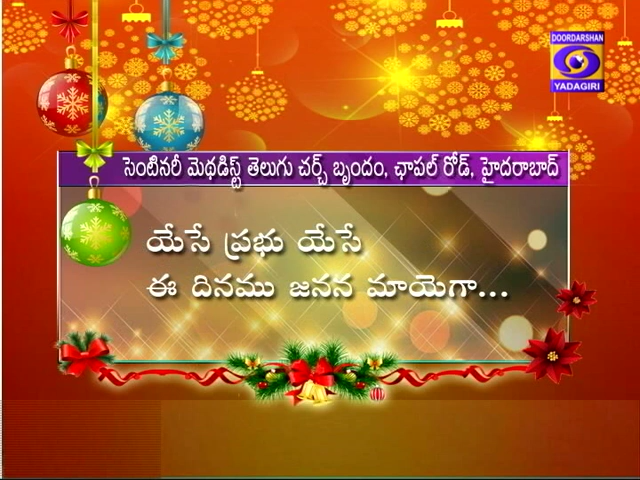 DOORDARSHAN
YADAGIRI
సెంటినరీ మెథడిస్ట్ తెలుగు చర్చ్ బృందం, ఛాపల్ రోడ్, హైదరాబాద్
యేసే ప్రభు యేసే
ఈ దినము జనన మాయెగా...